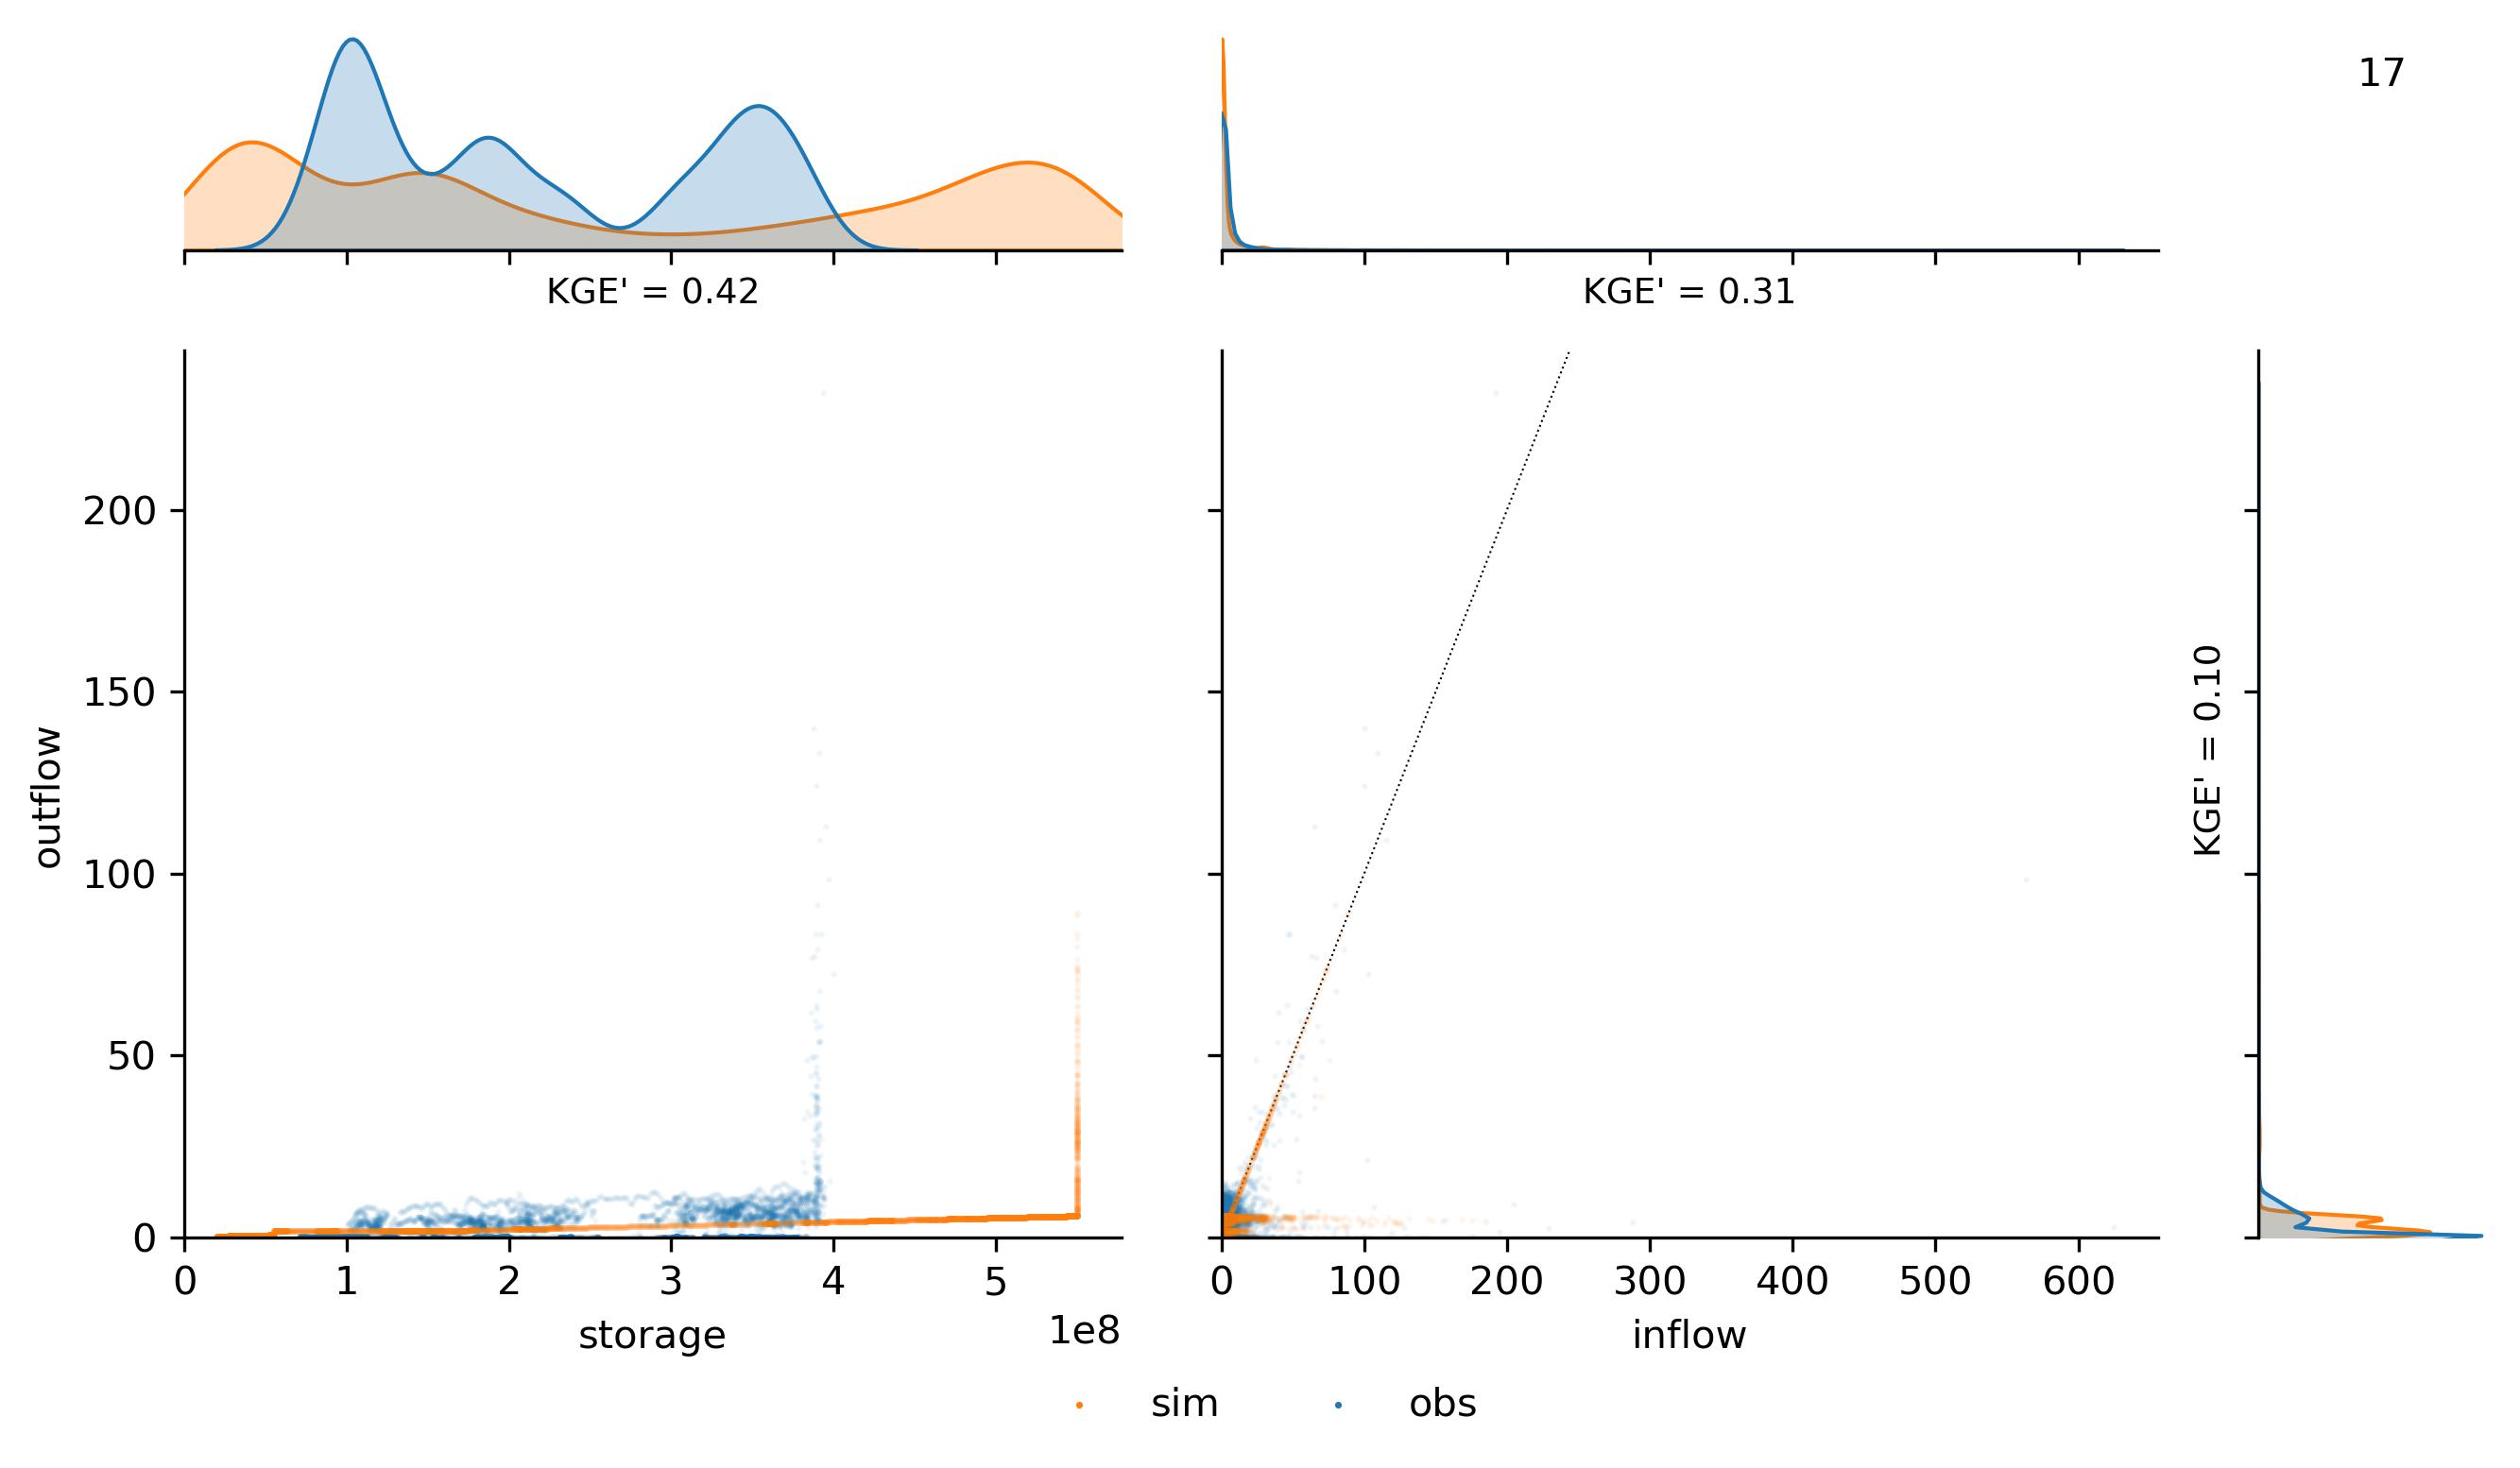 17
KGE' = 0.42
KGE' = 0.31
outflow
200
150
100
50
0
KGE' = 0.10
0 1 2 3 4 5
1e8
storage
0 100 200 300 400 500 600
inflow
sim obs